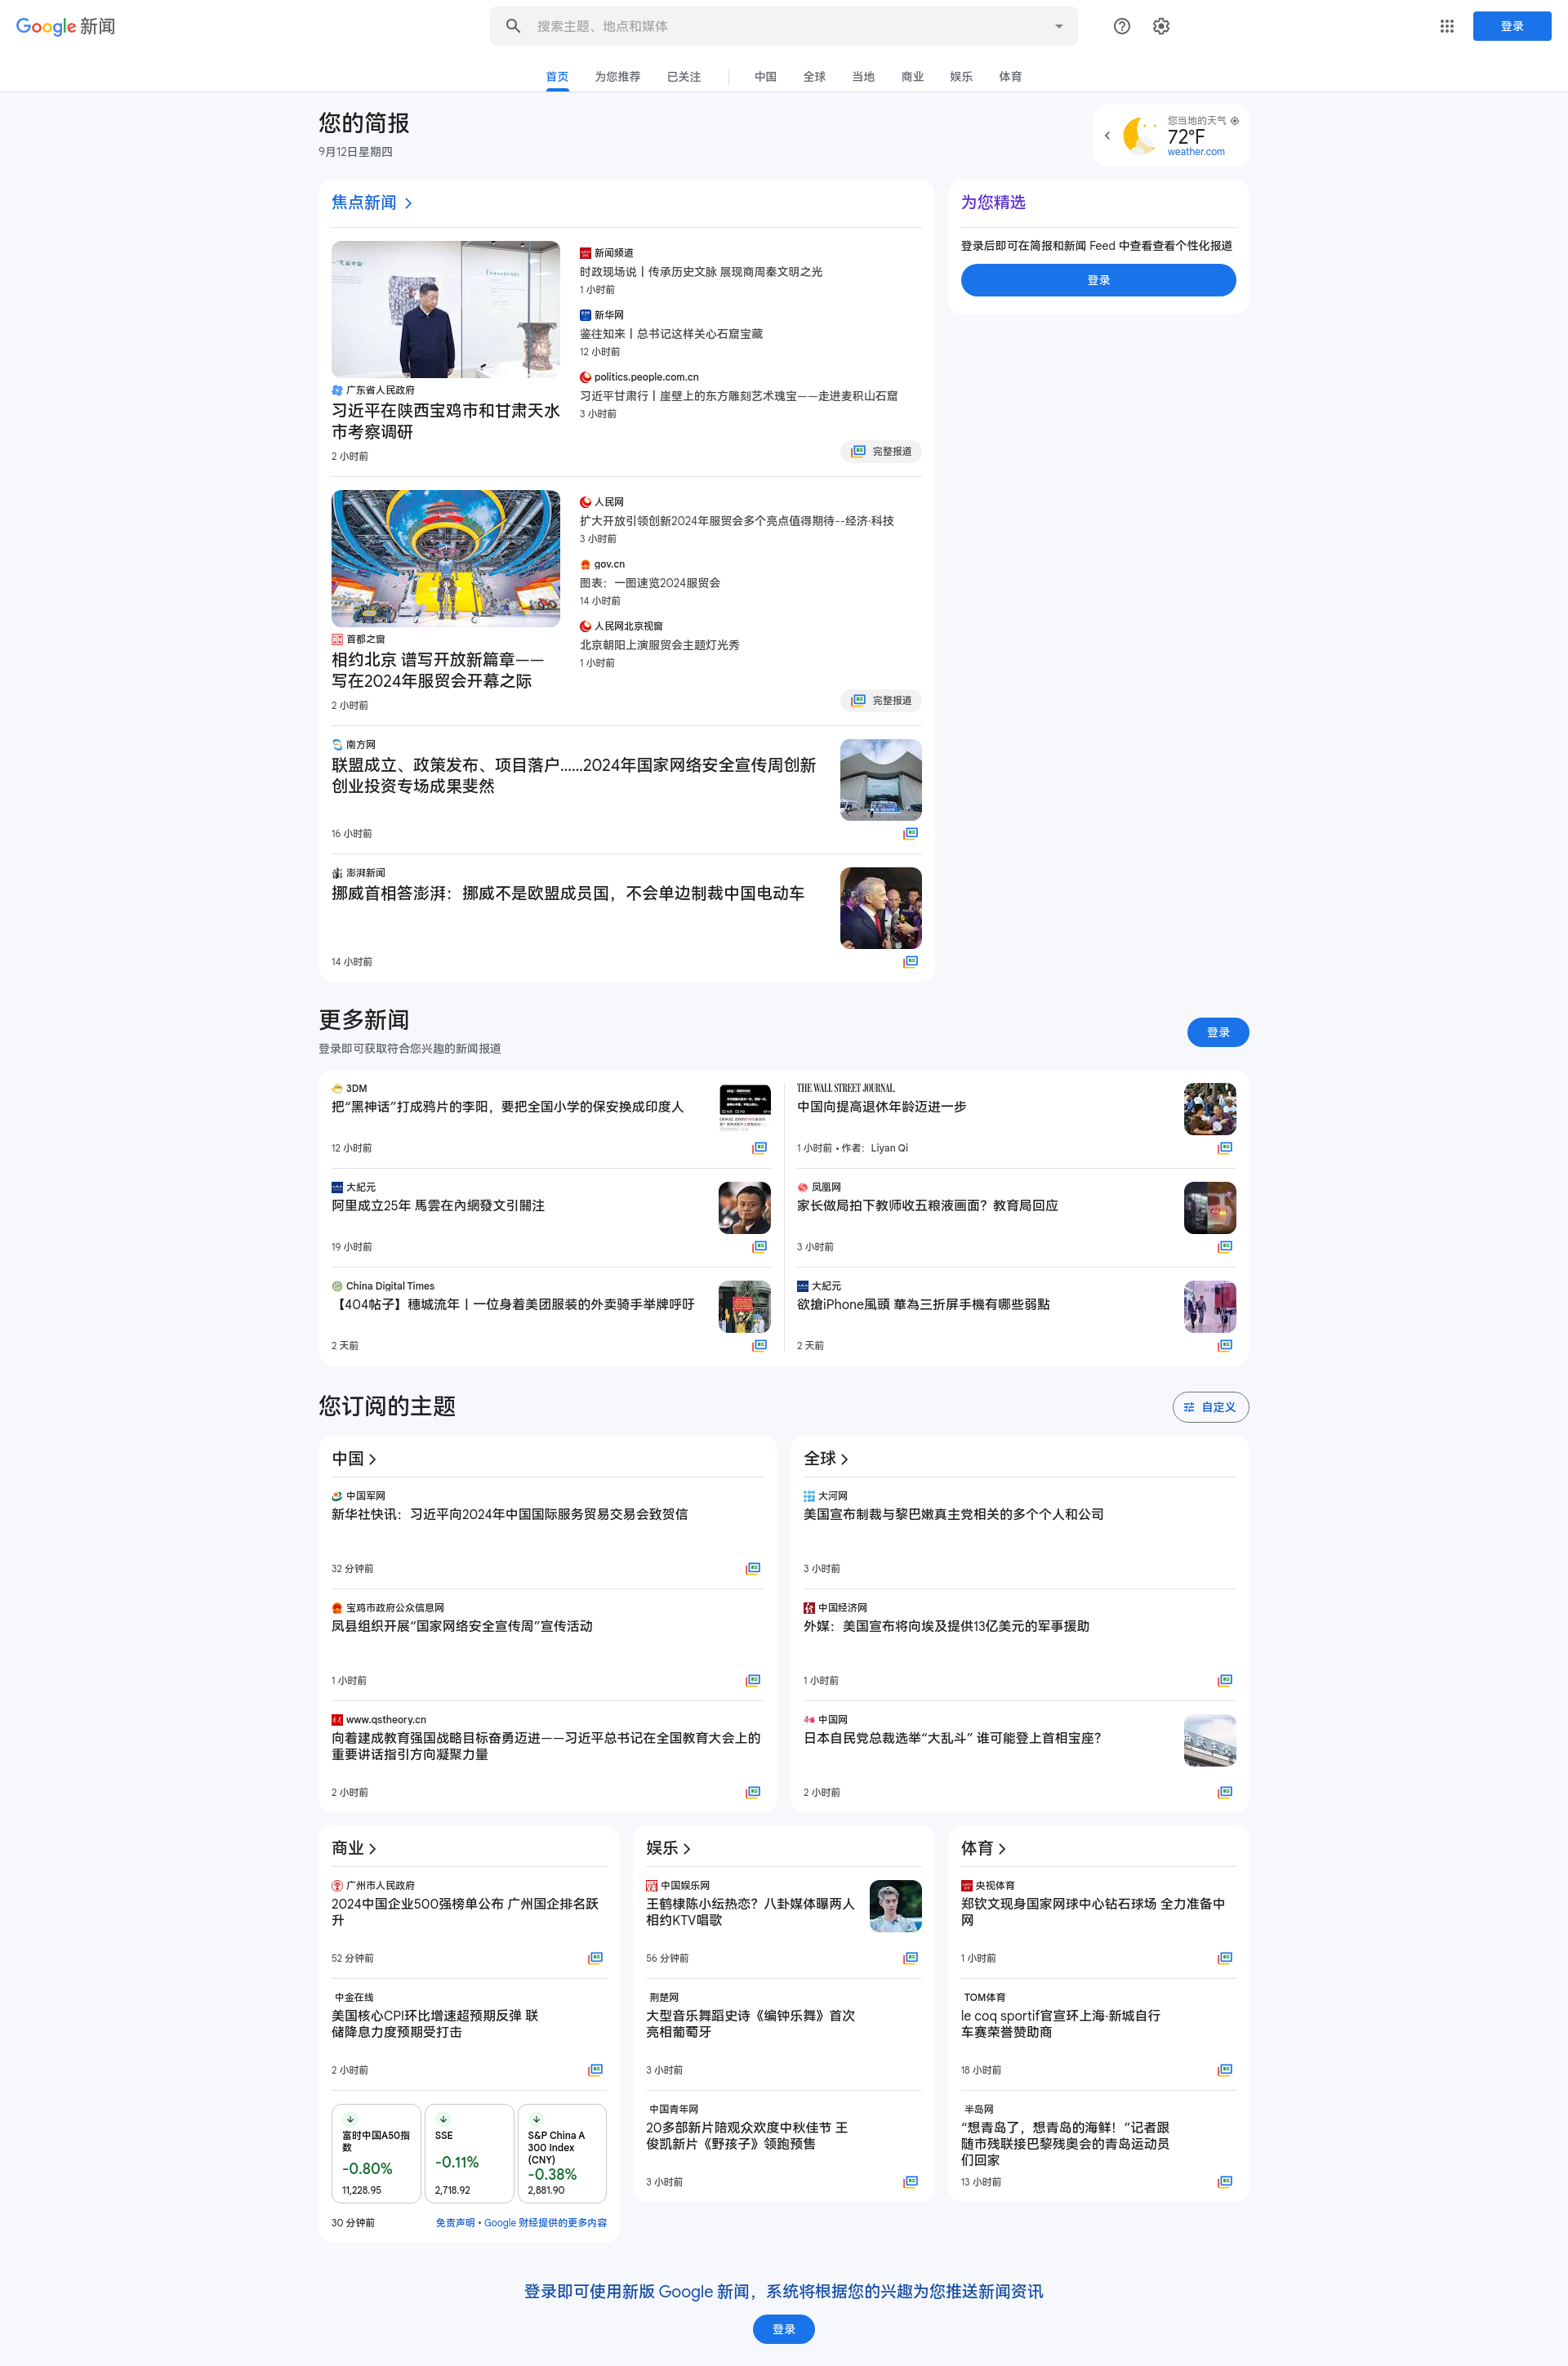 Google 新闻
搜索主题、地点和媒体
登录
首页
为您推荐
已关注
中国
全球
当地
商业
娱乐
体育
您的简报
9月12日星期四
您当地的天气
72°F
weather.com
焦点新闻
广东省人民政府
习近平在陕西宝鸡市和甘肃天水
市考察调研
2 小时前
新闻频道
时政现场说丨传承历史文脉 展现商周秦文明之光
1 小时前
新华网
鉴往知来丨总书记这样关心石窟宝藏
12 小时前
politics.people.com.cn
习近平甘肃行丨崖壁上的东方雕刻艺术瑰宝——走进麦积山石窟
3 小时前
完整报道
首都之窗
相约北京 谱写开放新篇章——
写在2024年服贸会开幕之际
2 小时前
人民网
扩大开放引领创新2024年服贸会多个亮点值得期待--经济·科技
3 小时前
gov.cn
图表：一图速览2024服贸会
14 小时前
人民网北京视窗
北京朝阳上演服贸会主题灯光秀
1 小时前
完整报道
南方网
联盟成立、政策发布、项目落户……2024年国家网络安全宣传周创新
创业投资专场成果斐然
16 小时前
澎湃新闻
挪威首相答澎湃：挪威不是欧盟成员国，不会单边制裁中国电动车
14 小时前
为您精选
登录后即可在简报和新闻 Feed 中查看查看个性化报道
登录
更多新闻
登录即可获取符合您兴趣的新闻报道
登录
3DM
把“黑神话”打成鸦片的李阳，要把全国小学的保安换成印度人
12 小时前
THE WALL STREET JOURNAL.
中国向提高退休年龄迈进一步
1 小时前 • 作者：Liyan Qi
大紀元
阿里成立25年 馬雲在內網發文引關注
19 小时前
凤凰网
家长做局拍下教师收五粮液画面？教育局回应
3 小时前
China Digital Times
【404帖子】穗城流年丨一位身着美团服装的外卖骑手举牌呼吁
2 天前
大紀元
欲搶iPhone風頭 華為三折屏手機有哪些弱點
2 天前
您订阅的主题
自定义
中国
中国军网
新华社快讯：习近平向2024年中国国际服务贸易交易会致贺信
32 分钟前
宝鸡市政府公众信息网
凤县组织开展“国家网络安全宣传周”宣传活动
1 小时前
www.qstheory.cn
向着建成教育强国战略目标奋勇迈进——习近平总书记在全国教育大会上的
重要讲话指引方向凝聚力量
2 小时前
全球
大河网
美国宣布制裁与黎巴嫩真主党相关的多个个人和公司
3 小时前
中国经济网
外媒：美国宣布将向埃及提供13亿美元的军事援助
1 小时前
中国网
日本自民党总裁选举“大乱斗” 谁可能登上首相宝座？
2 小时前
商业
广州市人民政府
2024中国企业500强榜单公布 广州国企排名跃
升
52 分钟前
中金在线
美国核心CPI环比增速超预期反弹 联
储降息力度预期受打击
2 小时前
富时中国A50指
数
-0.80%
11,228.95
SSE
-0.11%
2,718.92
S&P China A
300 Index
(CNY)
-0.38%
2,881.90
30 分钟前
免责声明 • Google 财经提供的更多内容
娱乐
中国娱乐网
王鹤棣陈小纭热恋？八卦媒体曝两人
相约KTV唱歌
56 分钟前
荆楚网
大型音乐舞蹈史诗《编钟乐舞》首次
亮相葡萄牙
3 小时前
中国青年网
20多部新片陪观众欢度中秋佳节 王
俊凯新片《野孩子》领跑预售
3 小时前
体育
央视体育
郑钦文现身国家网球中心钻石球场 全力准备中
网
1 小时前
TOM体育
le coq sportif官宣环上海·新城自行
车赛荣誉赞助商
18 小时前
半岛网
“想青岛了，想青岛的海鲜！”记者跟
随市残联接巴黎残奥会的青岛运动员
们回家
13 小时前
登录即可使用新版 Google 新闻，系统将根据您的兴趣为您推送新闻资讯
登录